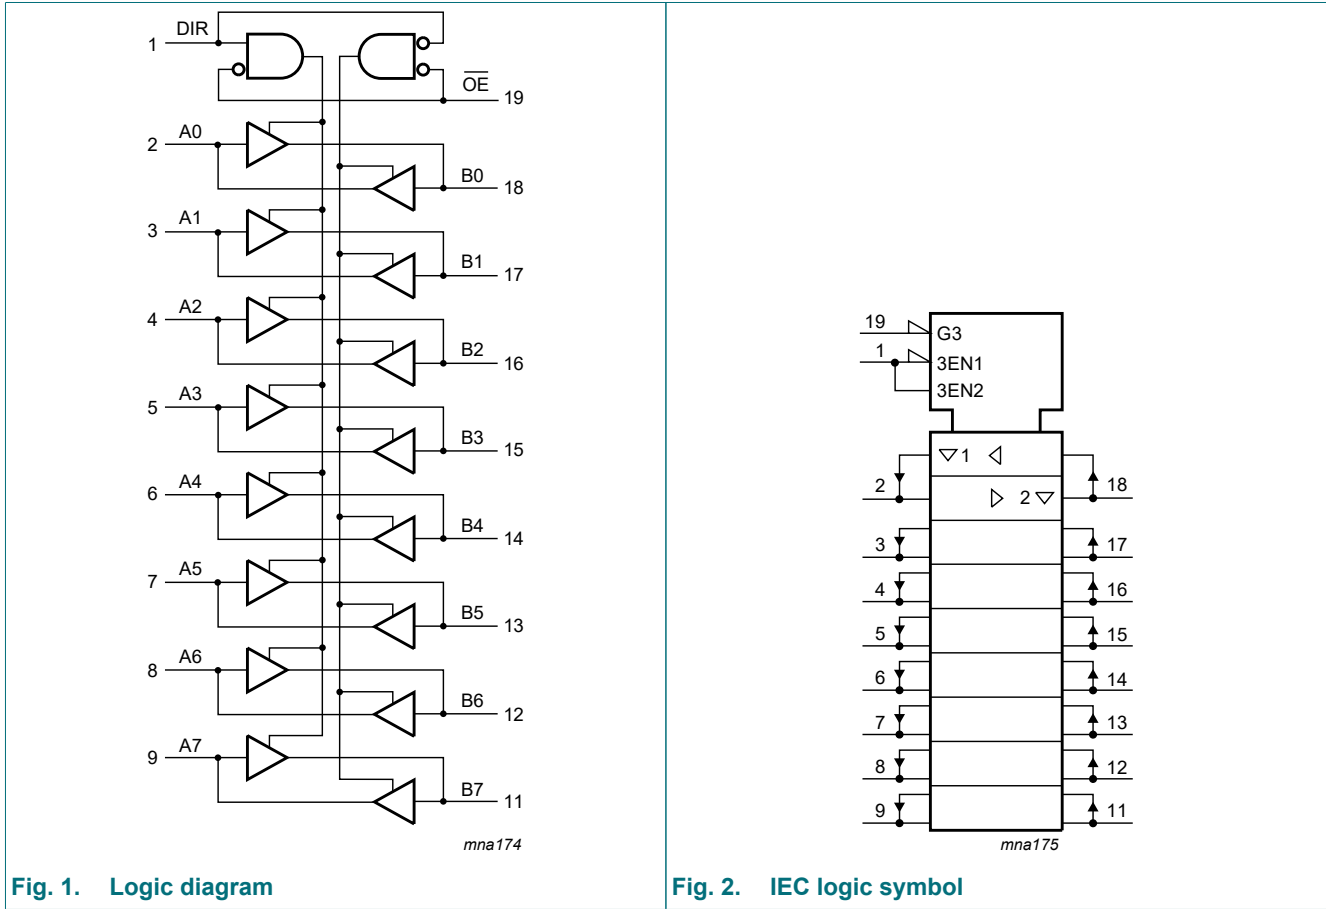 DIR
1
OE
19
A0
2
B0
18
A1
3
B1
17
A2
4
B2
16
A3
5
B3
15
A4
6
B4
14
A5
7
B5
13
A6
8
B6
12
A7
9
B7
11
mna174
Fig. 1. Logic diagram
19
G3
1
3EN1
3EN2
1
2
18
2
3
17
4
16
5
15
6
14
7
13
8
12
9
11
mna175
Fig. 2. IEC logic symbol